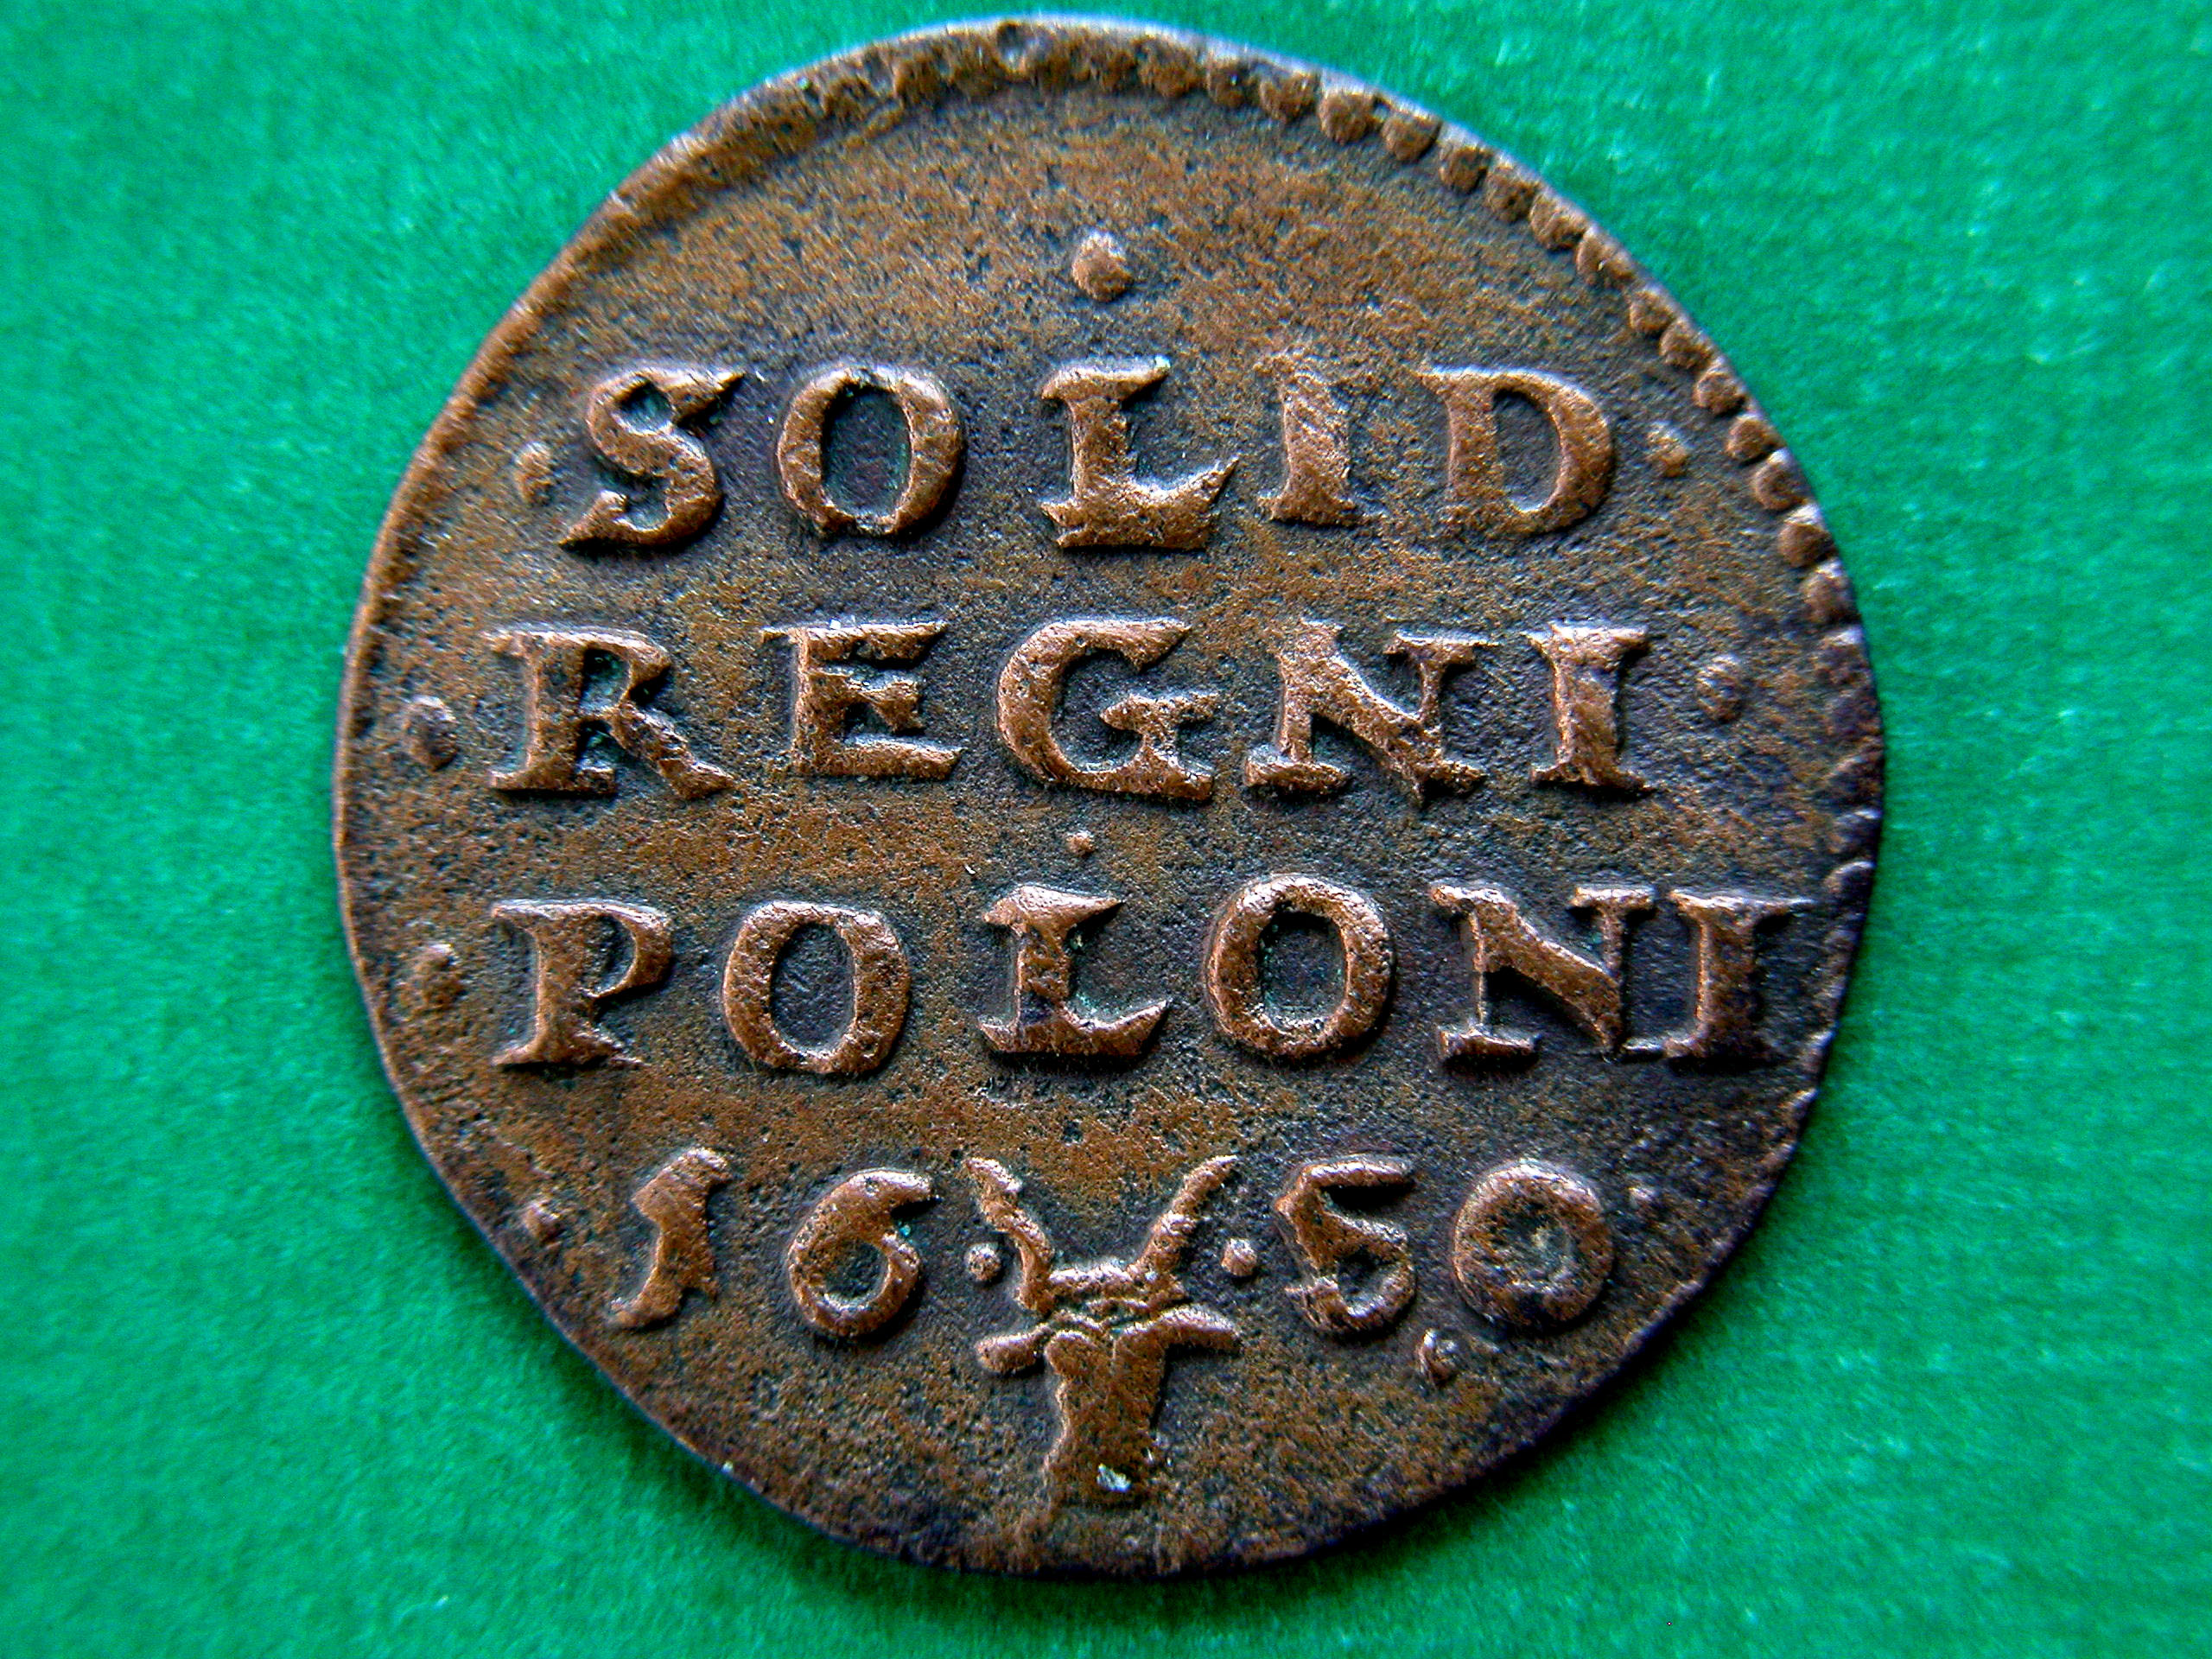 · SOLID ·
· REGNI ·
· POLONI
· 16 · · 50 ·